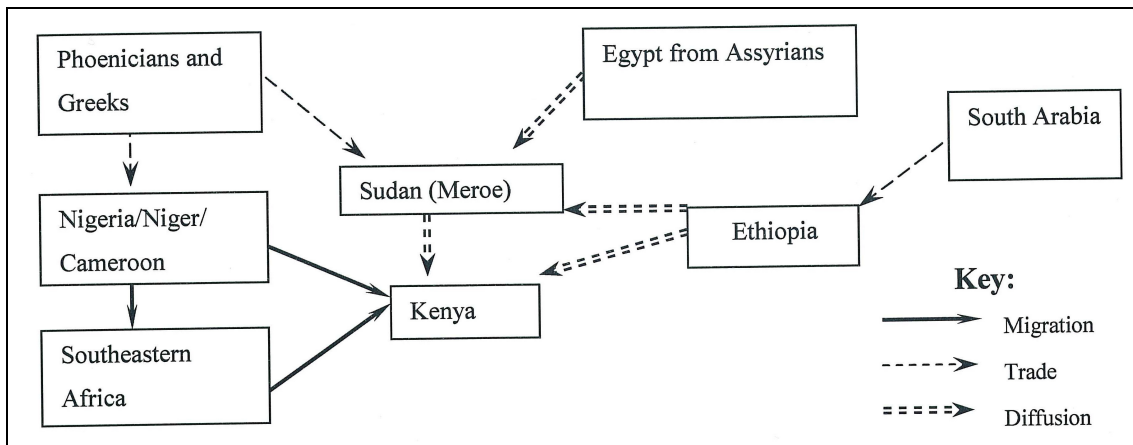 Phoenicians and
Greeks
Egypt from Assyrians
South Arabia
Sudan (Meroe)
Nigeria/Niger/
Cameroon
Ethiopia
Kenya
Southeastern
Africa
Key:
Migration
Trade
Diffusion